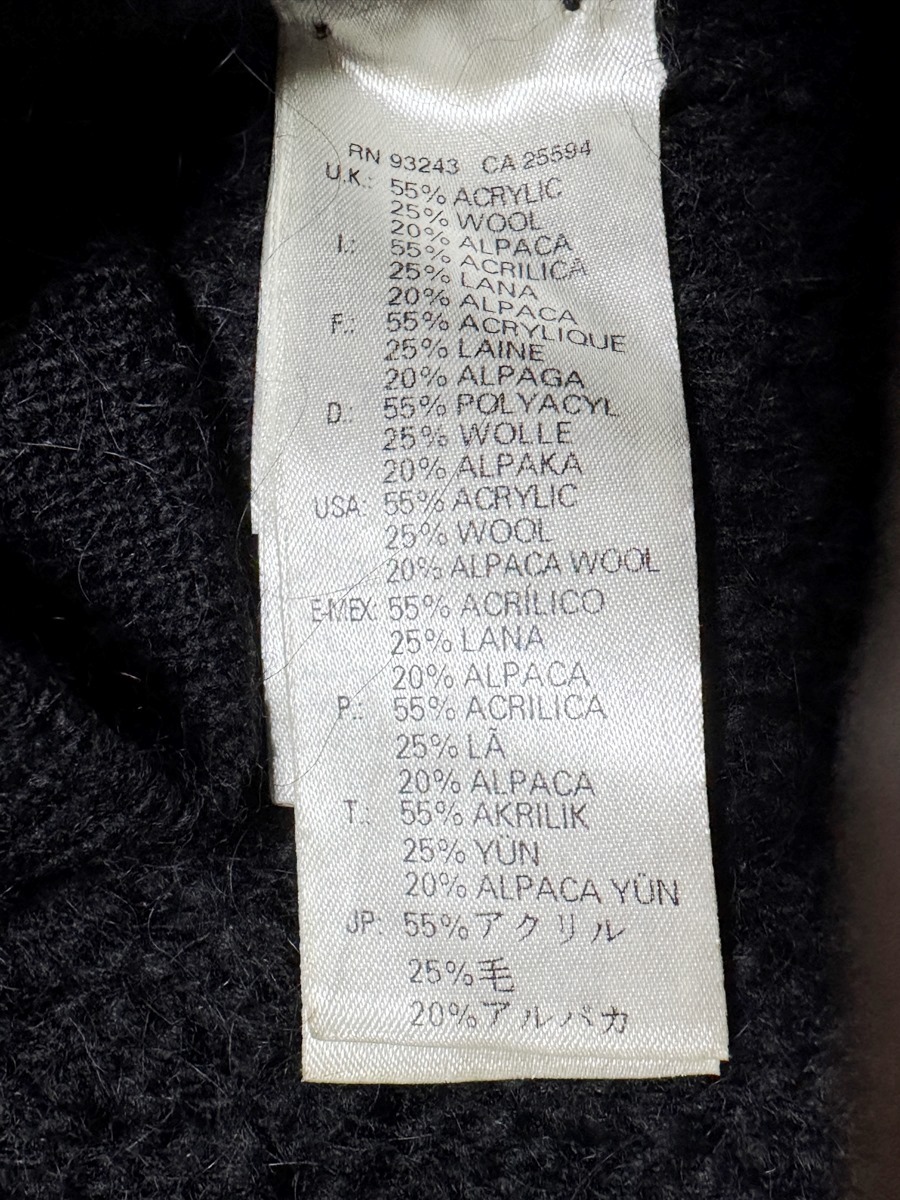 RN 93243 CA 25594
U.K.: 55% ACRYLIC
25% WOOL
20% ALPACA
I.: 55% ACRILICA
25% LANA
20% ALPACA
F.: 55% ACRYLIQUE
25% LAINE
20% ALPAGA
D.: 55% POLYACYL
25% WOLLE
20% ALPAKA
USA: 55% ACRYLIC
25% WOOL
20% ALPACA WOOL
E-MEX: 55% ACRÍLICO
25% LANA
20% ALPACA
P.: 55% ACRILICA
25% LÃ
20% ALPACA
T.: 55% AKRILIK
25% YÜN
20% ALPACA YÜN
JP: 55%アクリル
25%毛
20%アルパカ